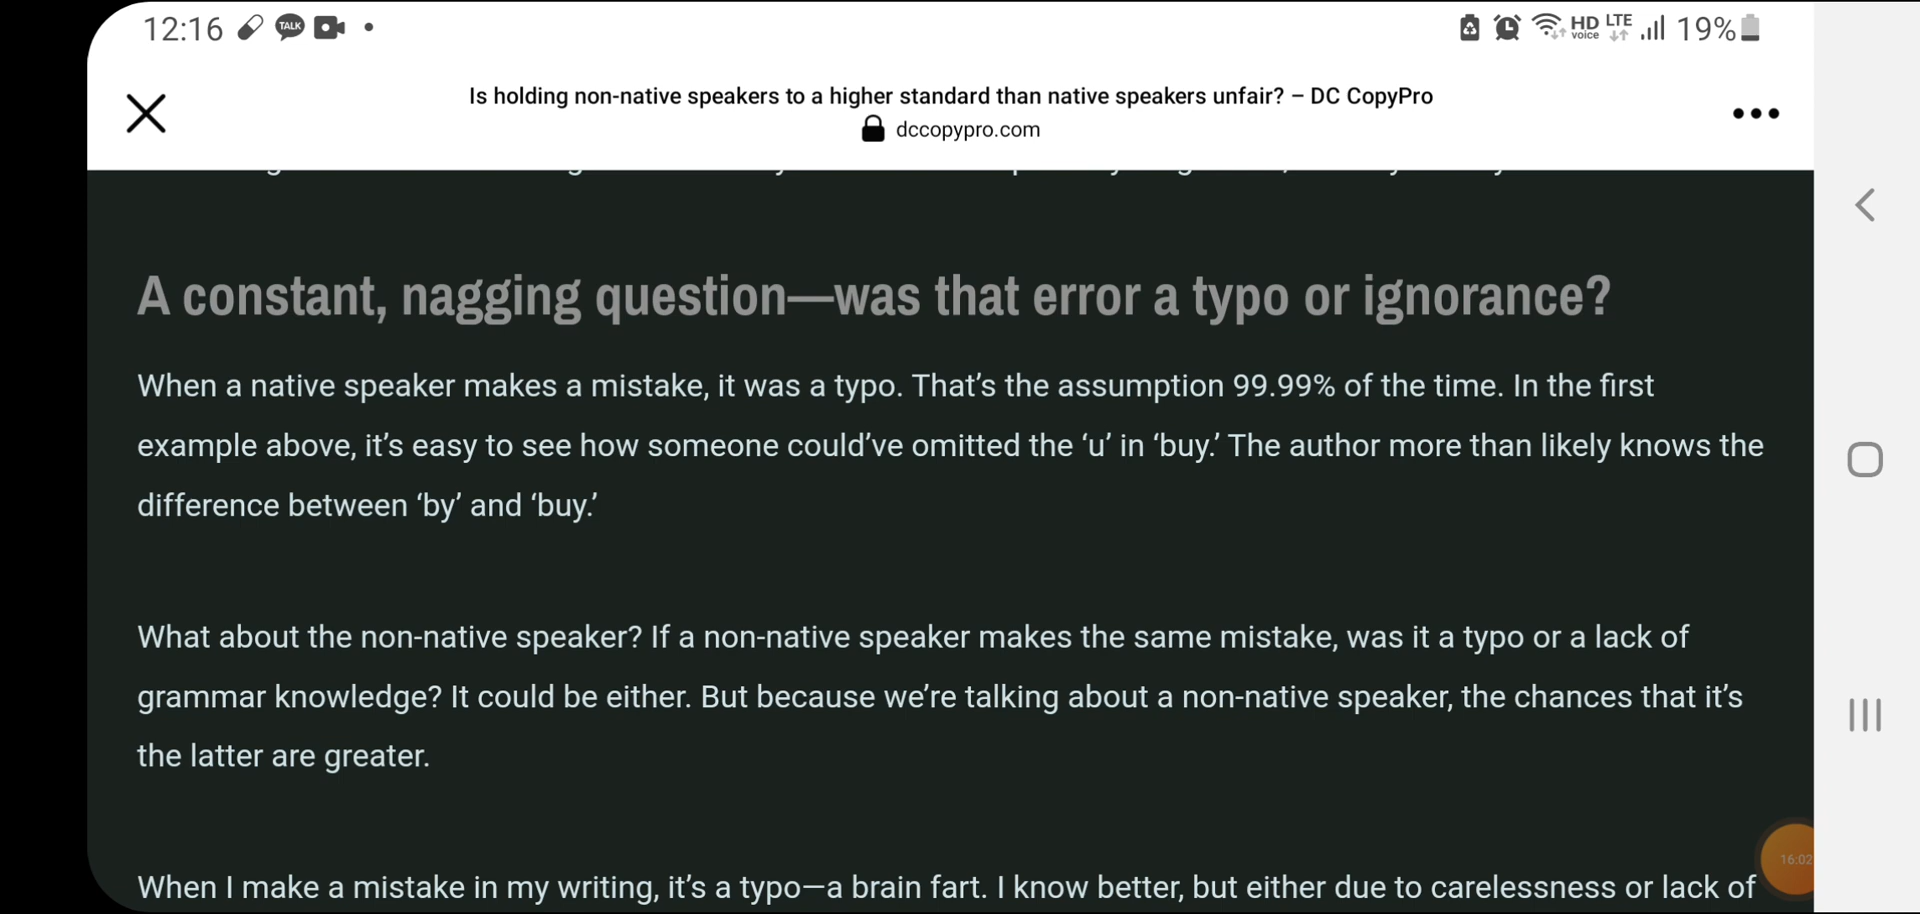 12:16 TALK HD voice LTE 19%
Is holding non-native speakers to a higher standard than native speakers unfair? – DC CopyPro
dccopypro.com
A constant, nagging question—was that error a typo or ignorance?
When a native speaker makes a mistake, it was a typo. That’s the assumption 99.99% of the time. In the first
example above, it’s easy to see how someone could’ve omitted the ‘u’ in ‘buy.’ The author more than likely knows the
difference between ‘by’ and ‘buy.’
What about the non-native speaker? If a non-native speaker makes the same mistake, was it a typo or a lack of
grammar knowledge? It could be either. But because we’re talking about a non-native speaker, the chances that it’s
the latter are greater.
When I make a mistake in my writing, it’s a typo—a brain fart. I know better, but either due to carelessness or lack of
16:02